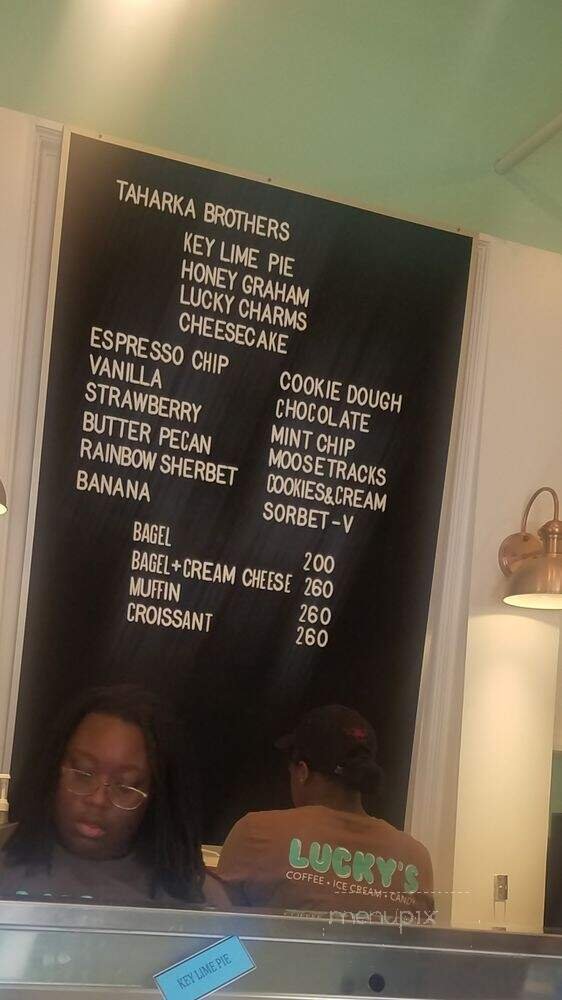 TAHARKA BROTHERS
KEY LIME PIE
HONEY GRAHAM
LUCKY CHARMS
CHEESECAKE
ESPRESSO CHIP
VANILLA
STRAWBERRY
BUTTER PECAN
RAINBOW SHERBET
BANANA
COOKIE DOUGH
CHOCOLATE
MINT CHIP
MOOSETRACKS
COOKIES&CREAM
SORBET-V
BAGEL 200
BAGEL+CREAM CHEESE 260
MUFFIN 260
CROISSANT 260
LUCKY'S
COFFEE • ICE CREAM • CANDY
menupix
KEY LIME PIE